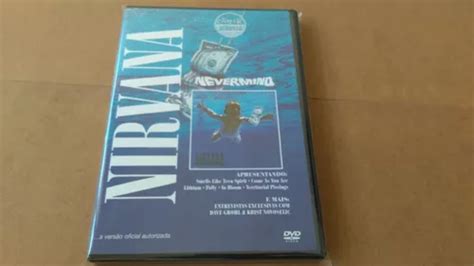 NIRVANA
NEVERMIND
APRESENTANDO:
Smells Like Teen Spirit • Come As You Are
Lithium • Polly • In Bloom • Territorial Pissings
E MAIS:
ENTREVISTAS EXCLUSIVAS COM
DAVE GROHL & KRIST NOVOSELIC
...a versão oficial autorizada
DVD
VIDEO